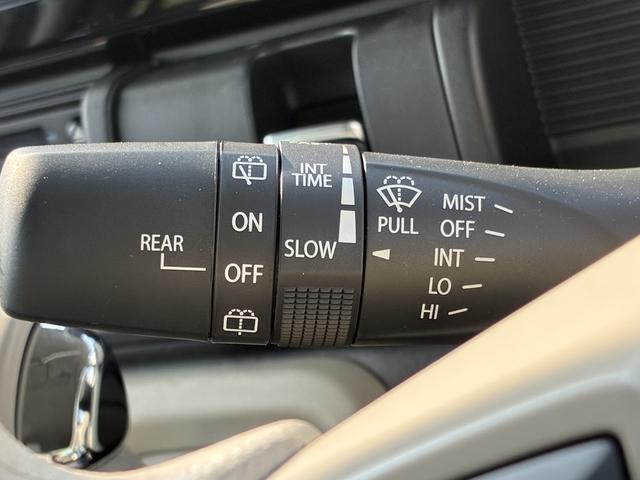 REAR
ON
OFF
INT
TIME
SLOW
PULL
MIST
OFF
INT
LO
HI